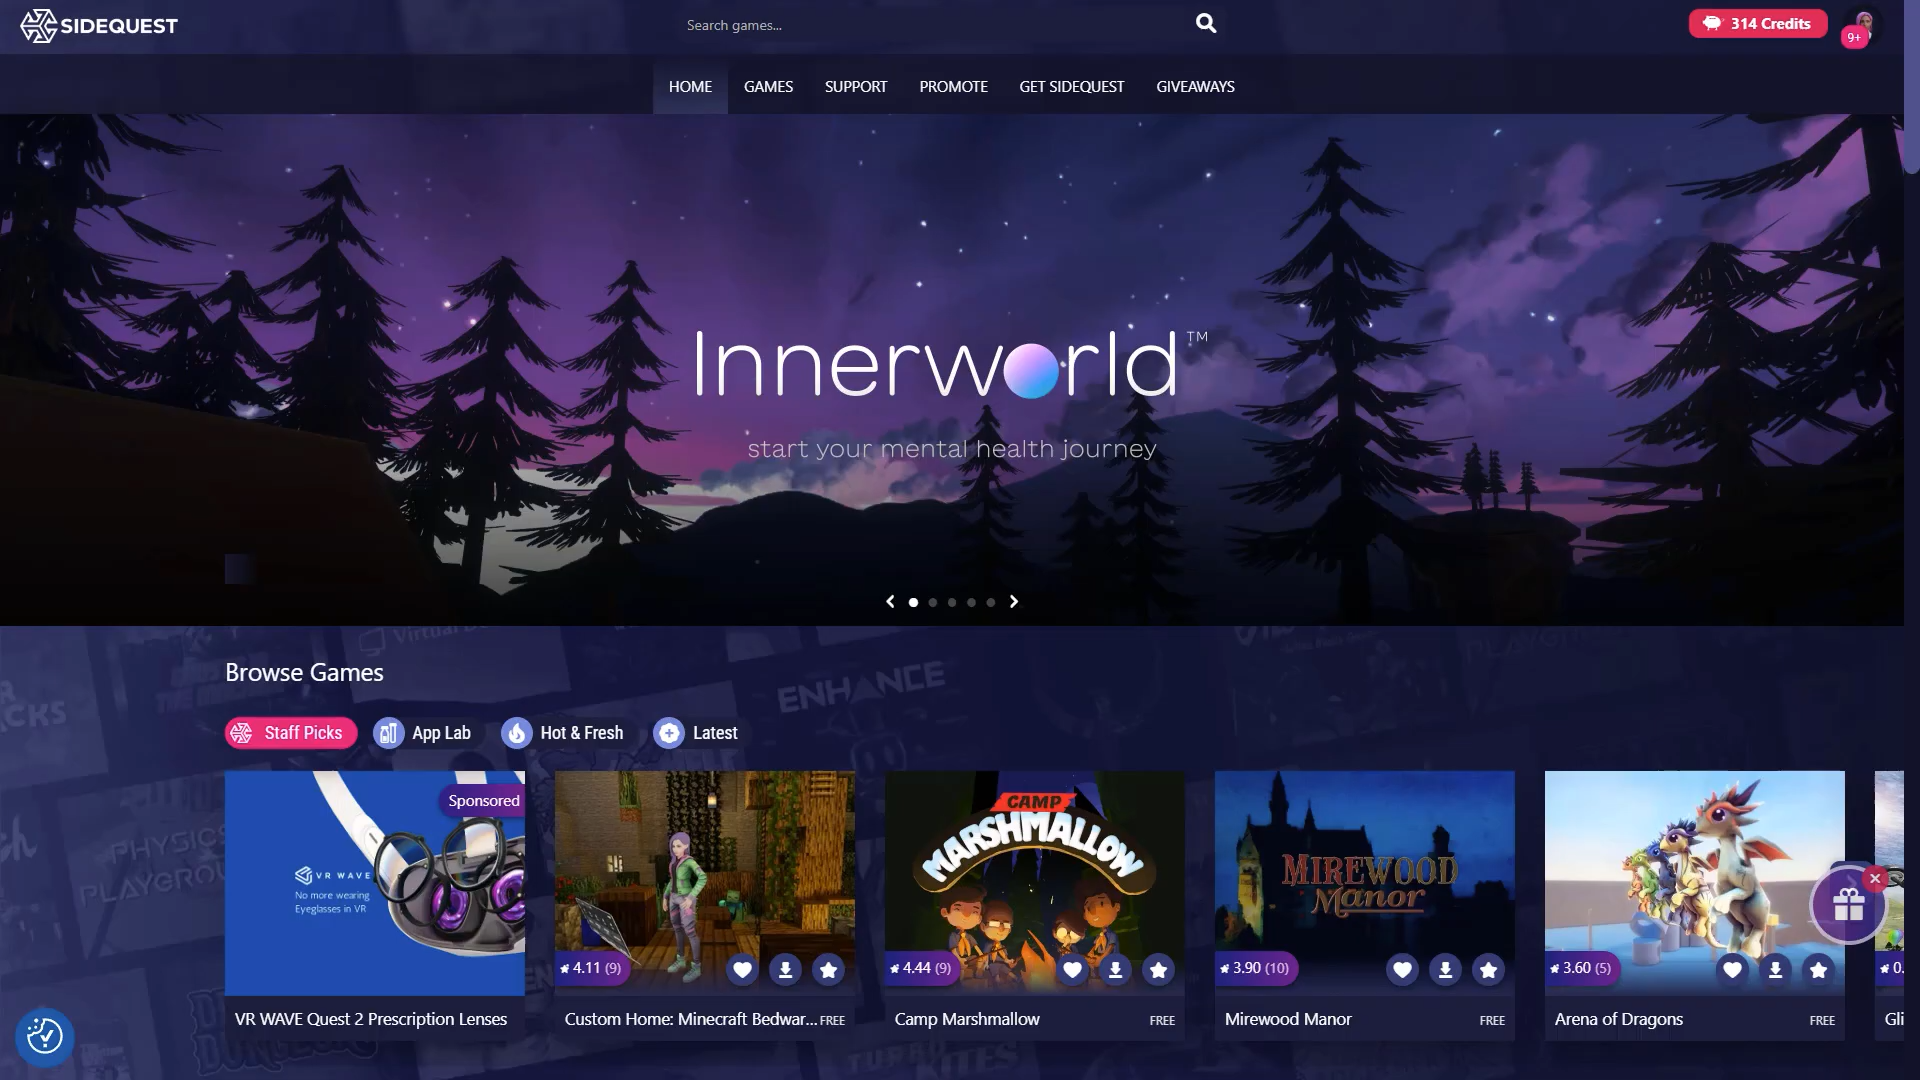 SIDEQUEST
Search games...
314 Credits
9+
HOME
GAMES
SUPPORT
PROMOTE
GET SIDEQUEST
GIVEAWAYS
Innerworld™
start your mental health journey
Browse Games
ENHANCE
Staff Picks
App Lab
Hot & Fresh
Latest
Sponsored
VR WAVE
No more wearing
Eyeglasses in VR
VR WAVE Quest 2 Prescription Lenses
4.11 (9)
Custom Home: Minecraft Bedwar...
FREE
CAMP
MARSHMALLOW
4.44 (9)
Camp Marshmallow
FREE
MIREWOOD
Manor
3.90 (10)
Mirewood Manor
FREE
3.60 (5)
Arena of Dragons
FREE
0.
Gli